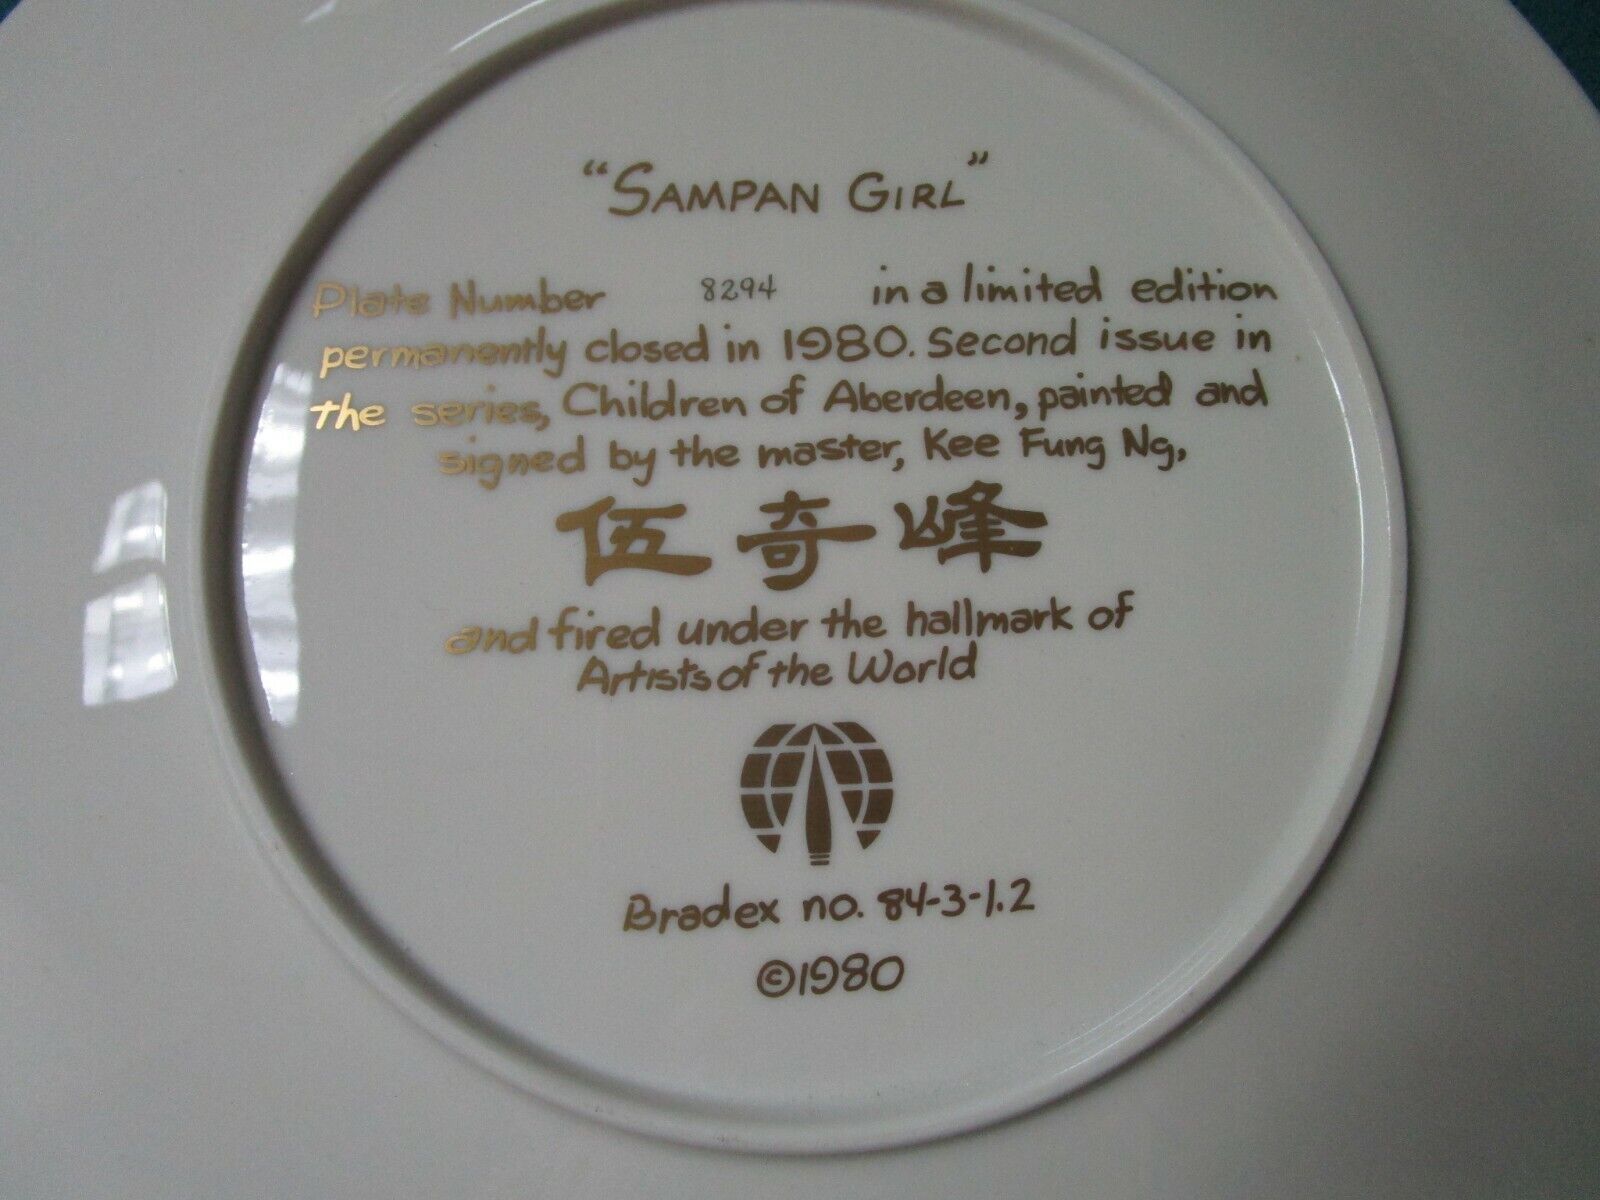 “SAMPAN GIRL”
Plate Number 8294 in a limited edition
permanently closed in 1980. Second issue in
the series, Children of Aberdeen, painted and
signed by the master, Kee Fung Ng,
伍奇峰
and fired under the hallmark of
Artists of the World
Bradex no. 84-3-1.2
©1980